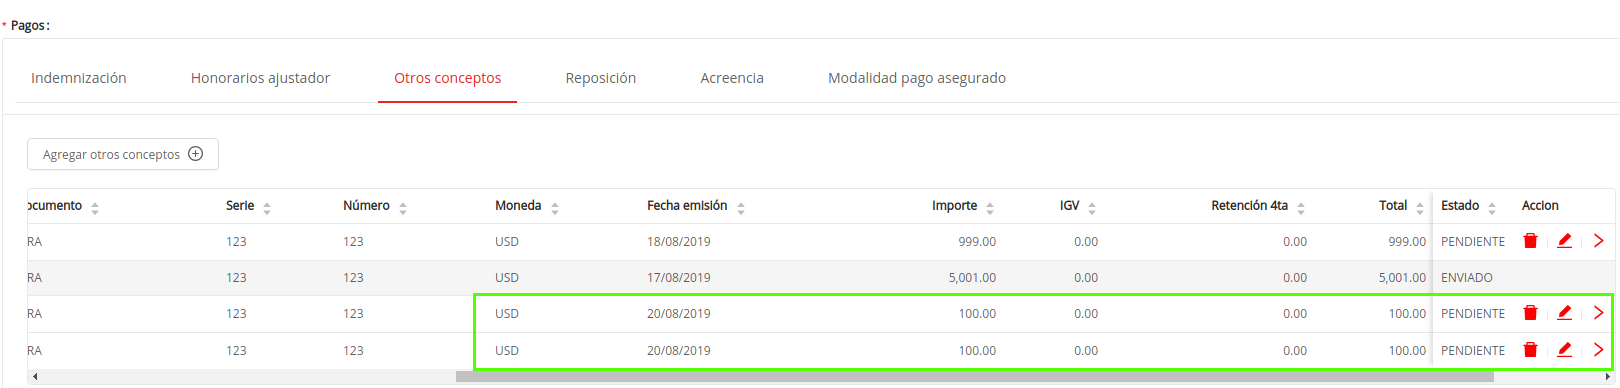 * Pagos:
Indemnización Honorarios ajustador Otros conceptos Reposición Acreencia Modalidad pago asegurado
Agregar otros conceptos
ocumento Serie Número Moneda Fecha emisión Importe IGV Retención 4ta Total Estado Accion
RA 123 123 USD 18/08/2019 999.00 0.00 0.00 999.00 PENDIENTE
RA 123 123 USD 17/08/2019 5,001.00 0.00 0.00 5,001.00 ENVIADO
RA 123 123 USD 20/08/2019 100.00 0.00 0.00 100.00 PENDIENTE
RA 123 123 USD 20/08/2019 100.00 0.00 0.00 100.00 PENDIENTE